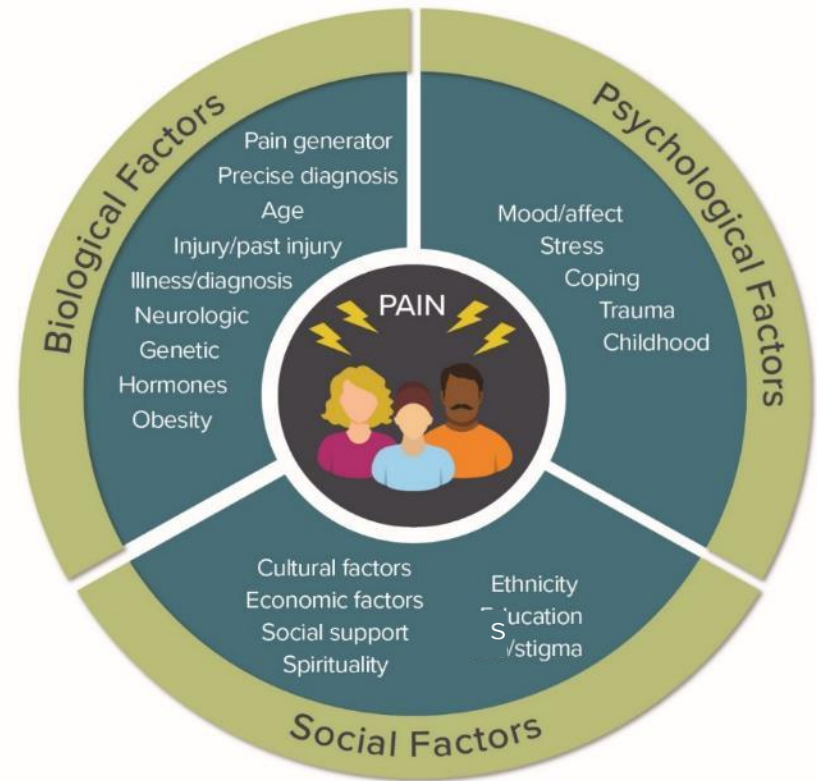 Biological Factors
Pain generator
Precise diagnosis
Age
Injury/past injury
Illness/diagnosis
Neurologic
Genetic
Hormones
Obesity
Psychological Factors
Mood/affect
Stress
Coping
Trauma
Childhood
PAIN
Cultural factors
Economic factors
Social support
Spirituality
Ethnicity
S
/stigma
Social Factors